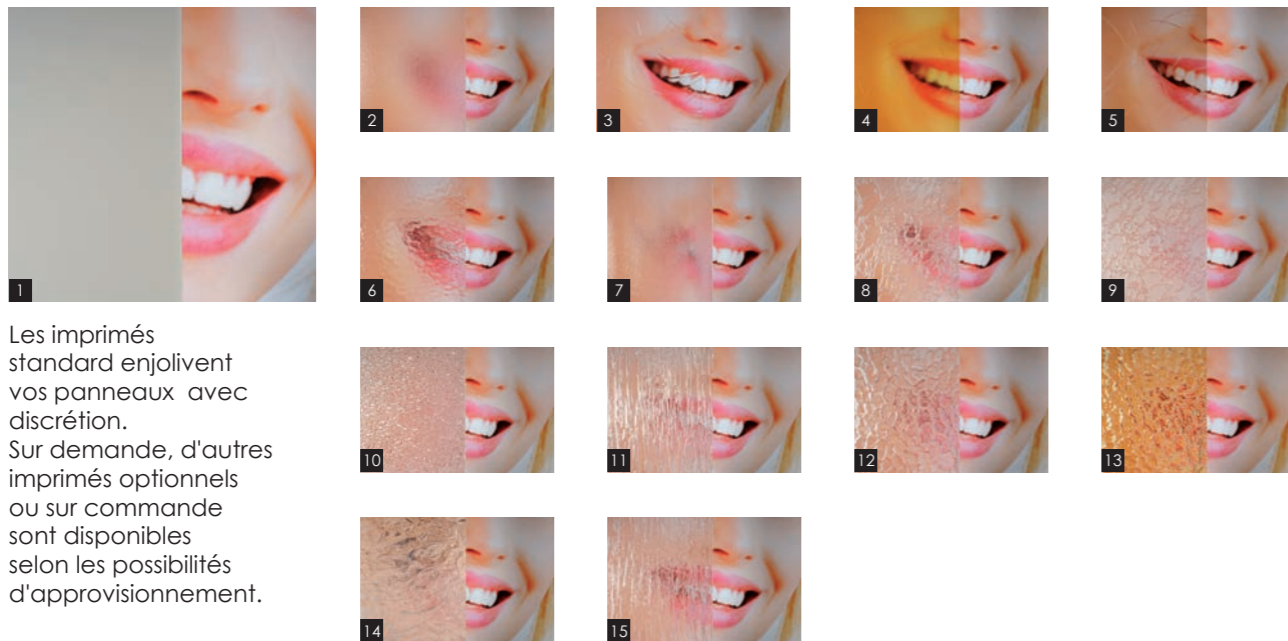 1
2
3
4
5
6
7
8
9
10
11
12
13
14
15
Les imprimés
standard enjolivent
vos panneaux  avec
discrétion.
Sur demande, d'autres
imprimés optionnels
ou sur commande
sont disponibles
selon les possibilités
d'approvisionnement.